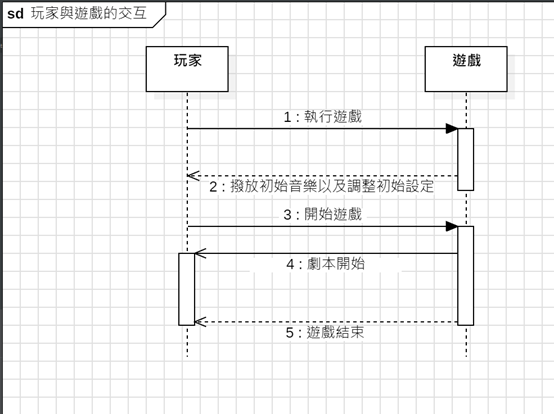 sd 玩家與遊戲的交互
玩家
遊戲
1 : 執行遊戲
2 : 撥放初始音樂以及調整初始設定
3 : 開始遊戲
4 : 劇本開始
5 : 遊戲結束